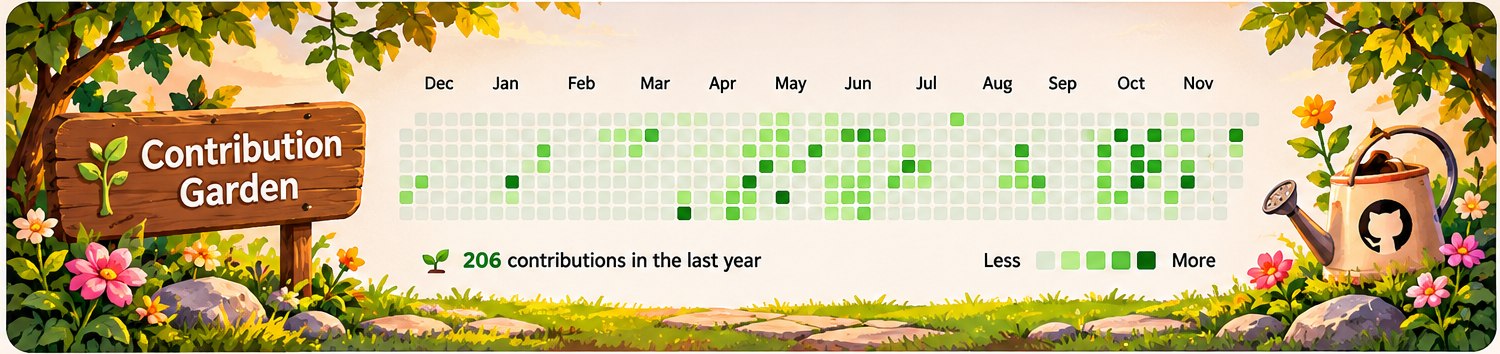 Contribution
Garden
Dec Jan Feb Mar Apr May Jun Jul Aug Sep Oct Nov
206 contributions in the last year
Less More